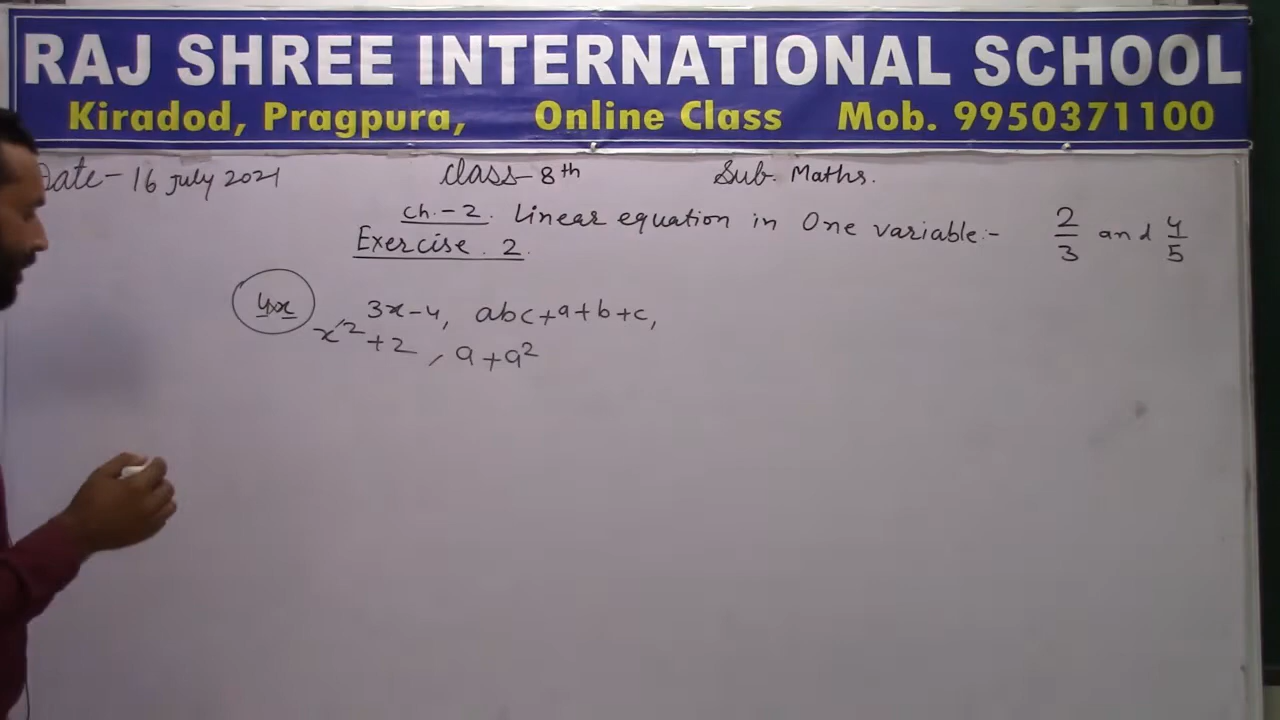 RAJ SHREE INTERNATIONAL SCHOOL
Kiradod, Pragpura, Online Class Mob. 9950371100
Date- 16 July 2021 Class- 8th Sub. Maths.
Ch.-2. Linear equation in One variable:- 2/3 and 4/5
Exercise. 2.
4x, 3x-4, abc+a+b+c,
x²+2, a+a²